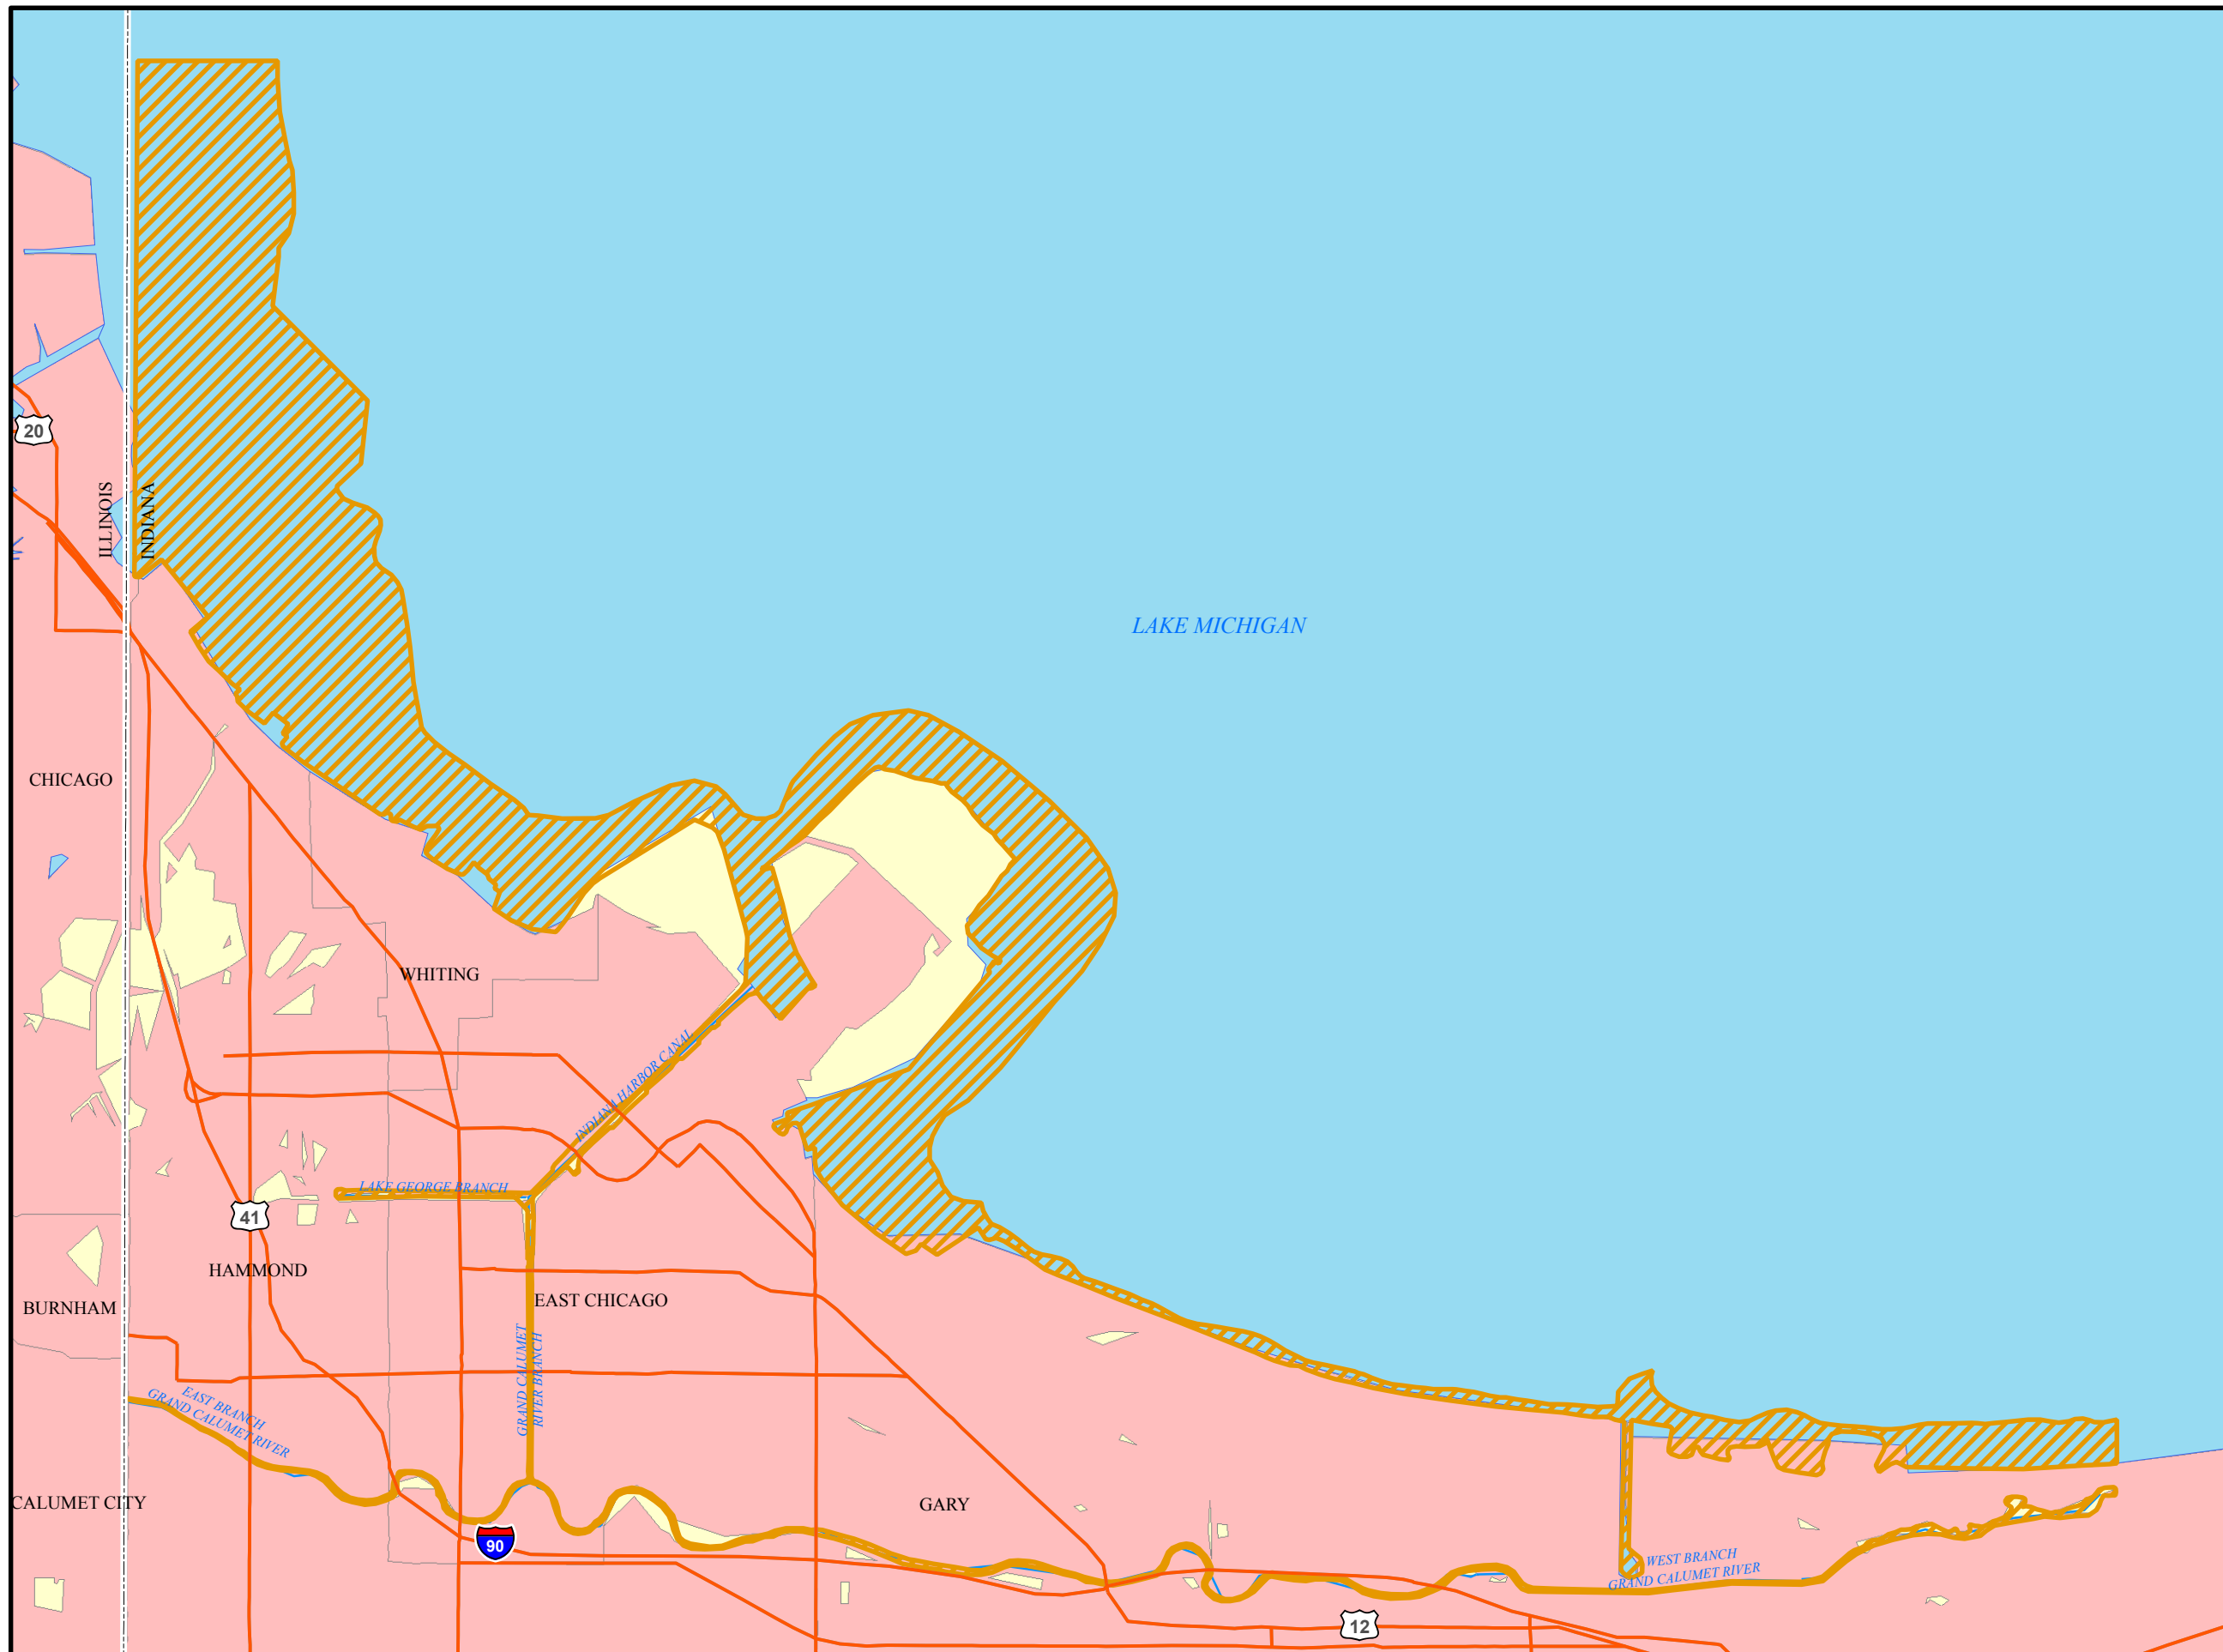 20
ILLINOIS
INDIANA
LAKE MICHIGAN
CHICAGO
WHITING
INDIANA HARBOR CANAL
LAKE GEORGE BRANCH
41
HAMMOND
BURNHAM
EAST CHICAGO
GRAND CALUMET
RIVER BRANCH
EAST BRANCH
GRAND CALUMET RIVER
CALUMET CITY
GARY
90
WEST BRANCH
GRAND CALUMET RIVER
12